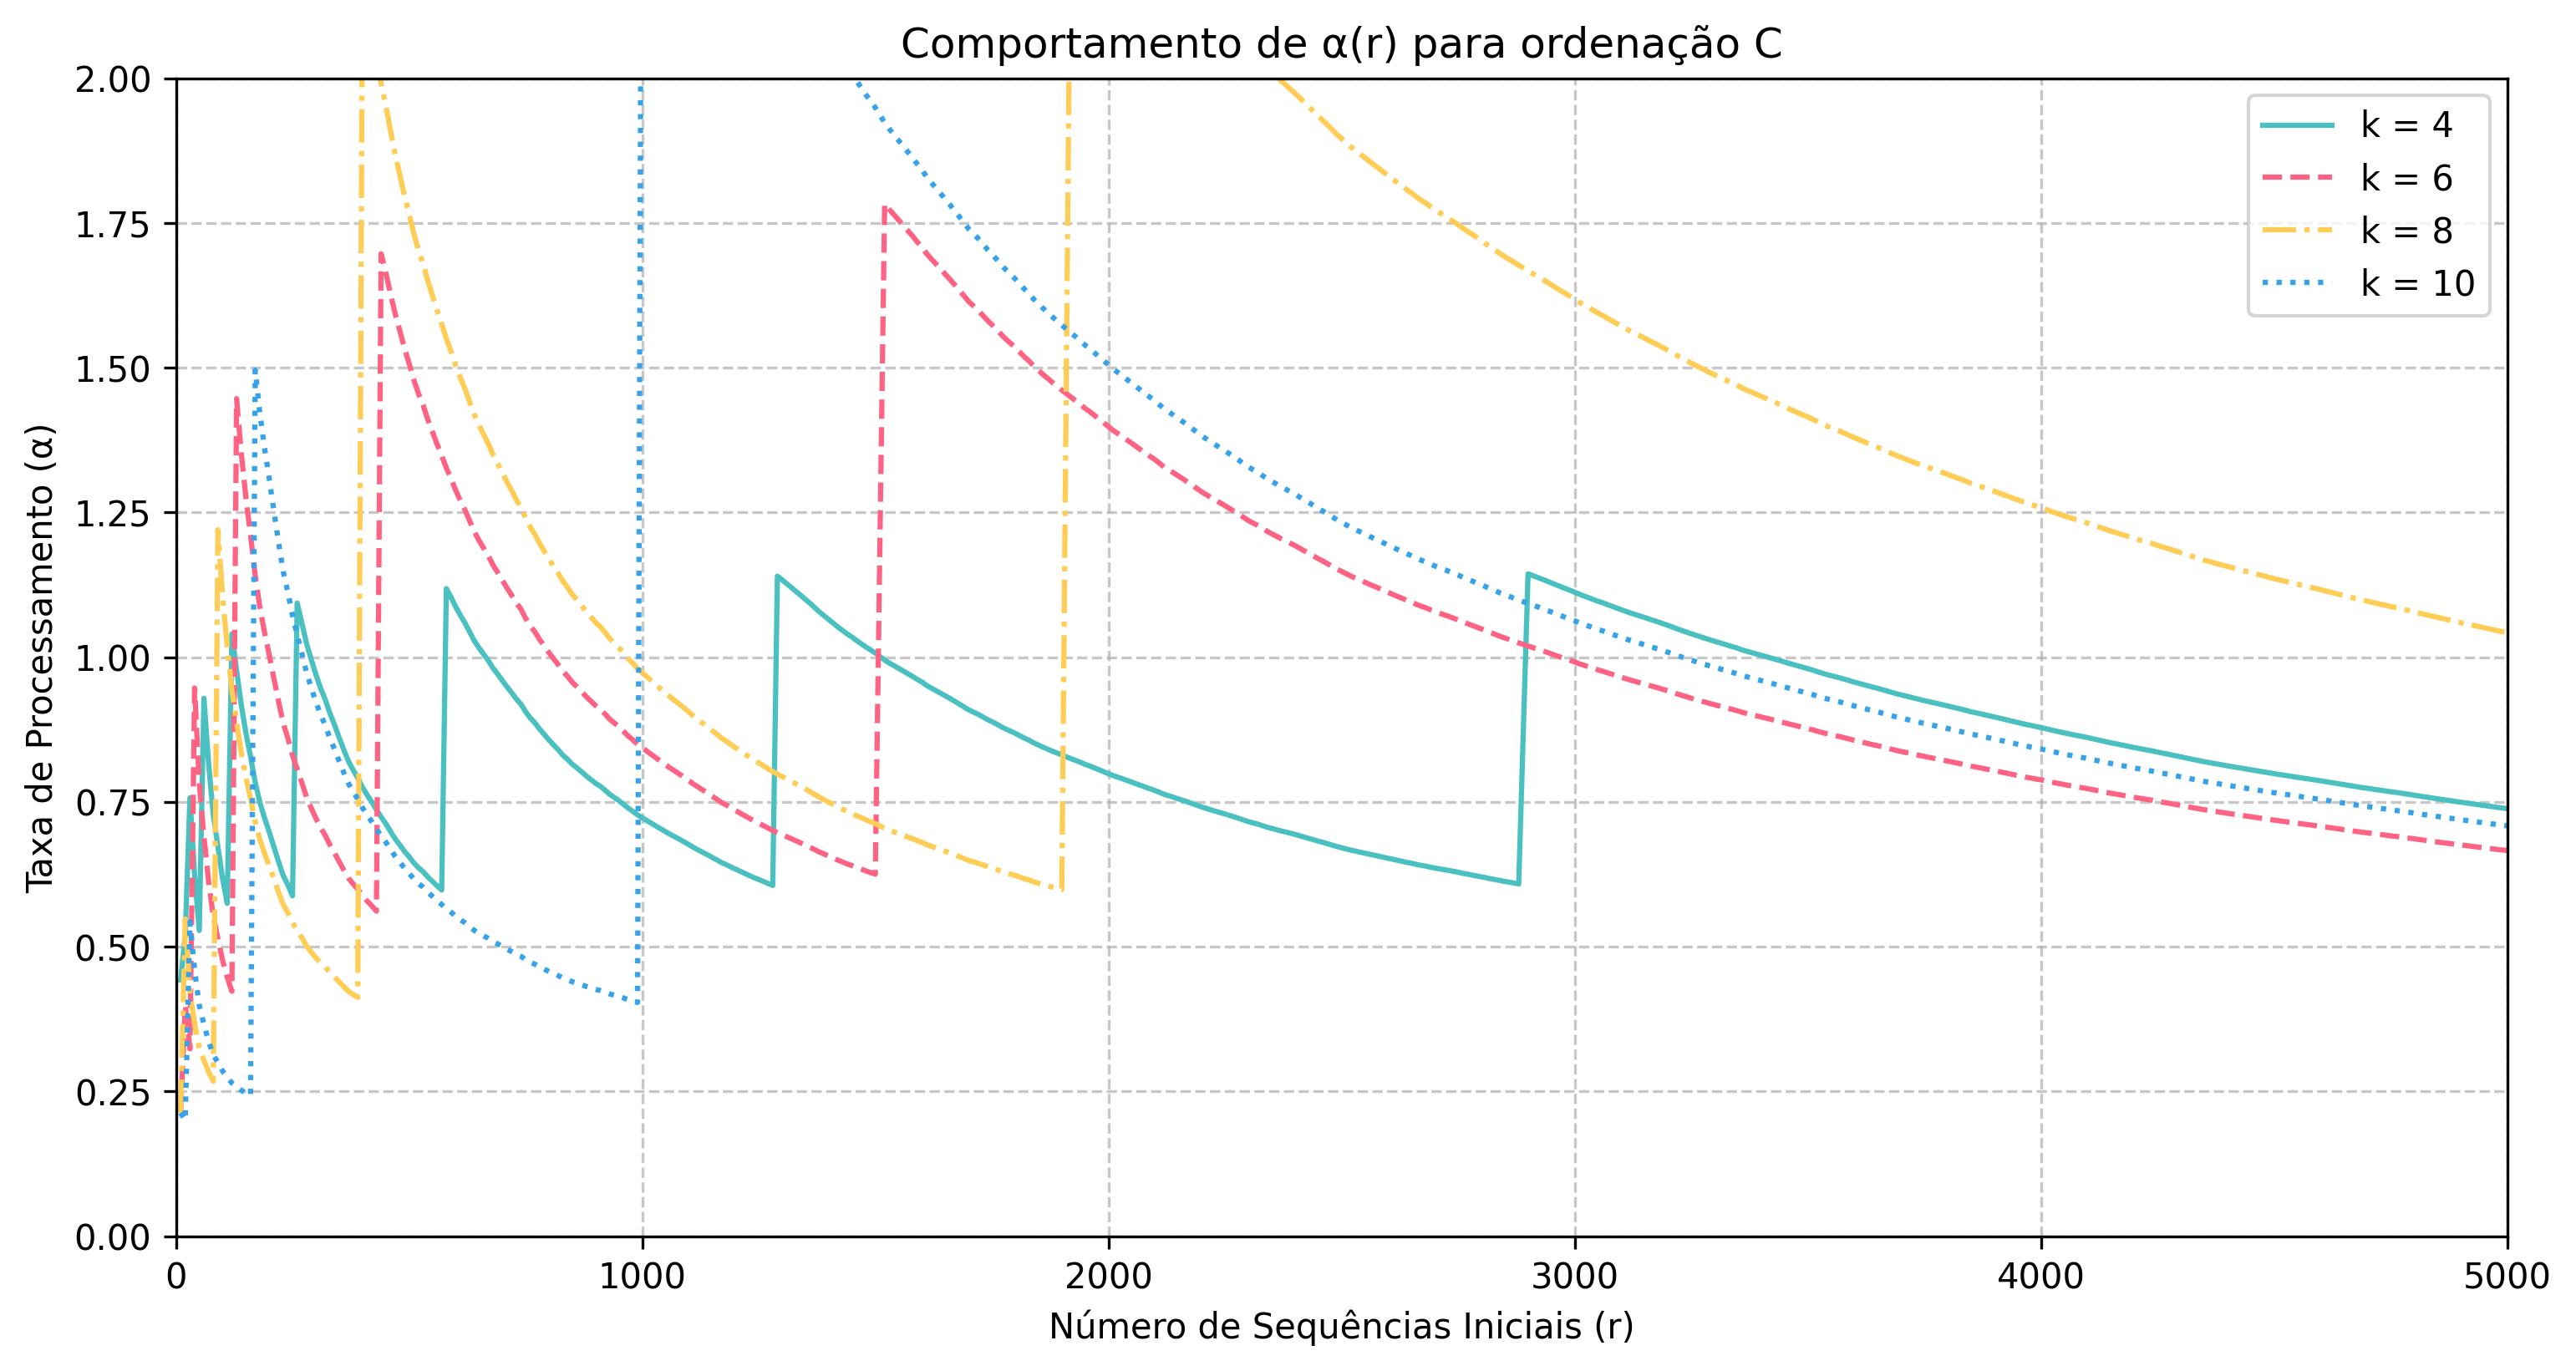 Comportamento de α(r) para ordenação C
2.00
1.75
1.50
1.25
1.00
0.75
0.50
0.25
0.00
Taxa de Processamento (α)
k = 4
k = 6
k = 8
k = 10
0 1000 2000 3000 4000 5000
Número de Sequências Iniciais (r)